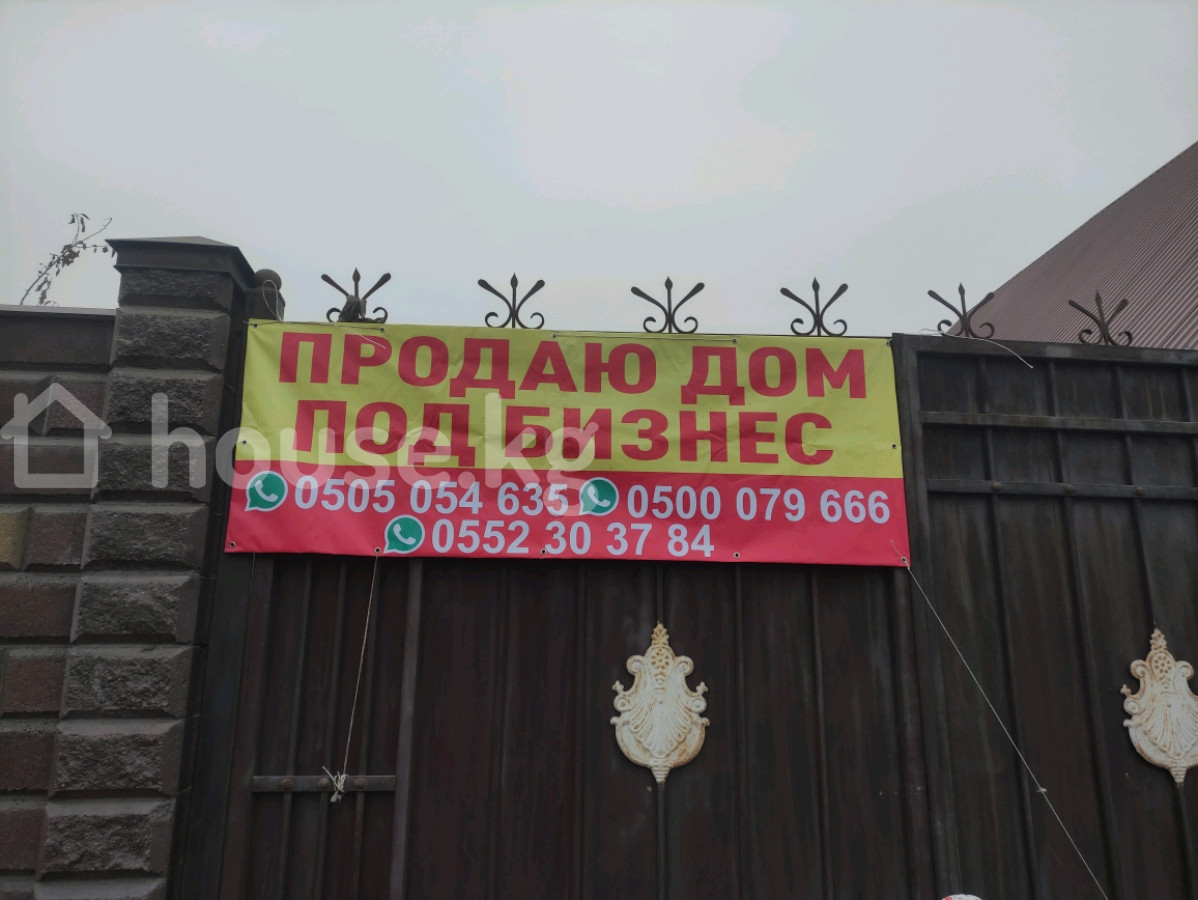 ПРОДАЮ ДОМ
ПОД БИЗНЕС
0505 054 635 0500 079 666
0552 30 37 84
house.kg